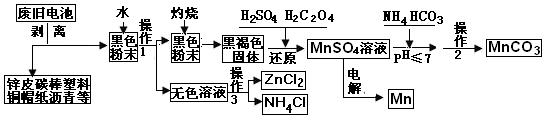 废旧电池
剥 离
锌皮碳棒塑料
铜帽纸沥青等
水
黑色
粉末
操作1
灼烧
黑色
粉末
无色溶液
操作3
ZnCl₂
NH₄Cl
黑褐色
固体
H₂SO₄ H₂C₂O₄
还原
MnSO₄溶液
电解
Mn
NH₄HCO₃
pH≤7
操作2
MnCO₃